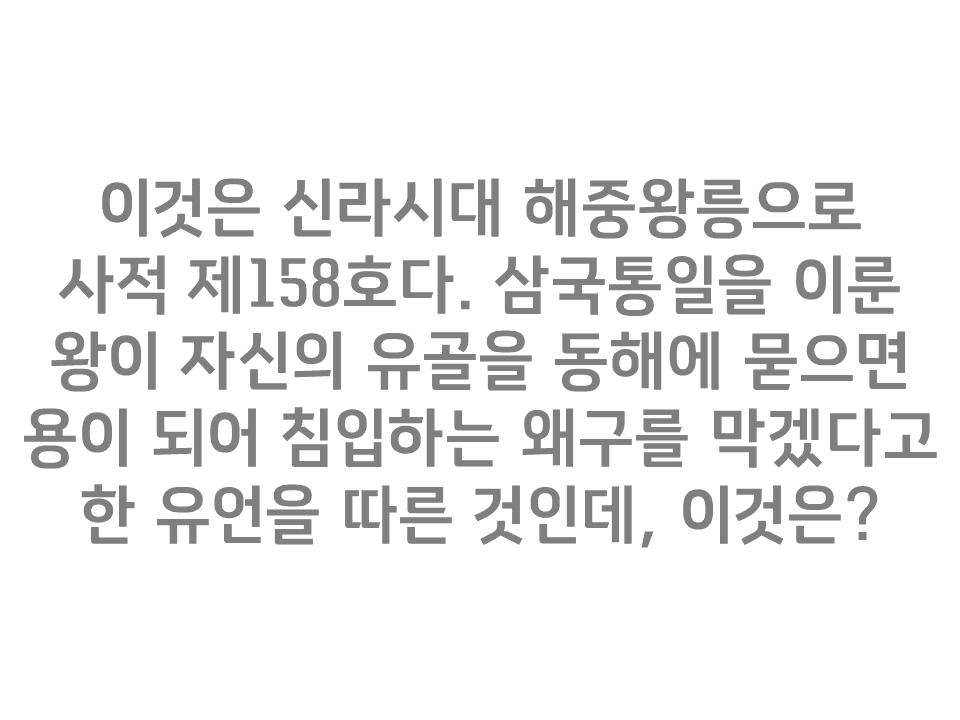 이것은 신라시대 해중왕릉으로
사적 제158호다. 삼국통일을 이룬
왕이 자신의 유골을 동해에 묻으면
용이 되어 침입하는 왜구를 막겠다고
한 유언을 따른 것인데, 이것은?